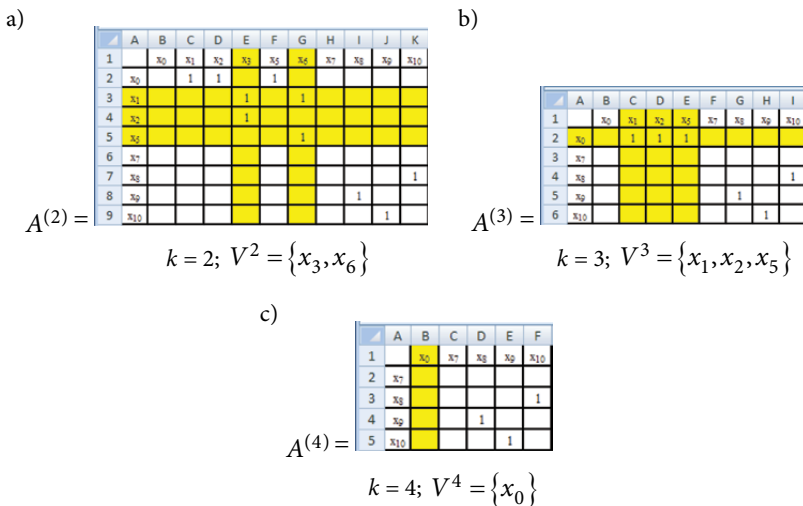 a)
A B C D E F G H I J K
1 x₀ x₁ x₂ x₃ x₅ x₆ x₇ x₈ x₉ x₁₀
2 x₀ 1 1 1
3 x₁ 1 1
4 x₂ 1
5 x₅ 1
6 x₇
7 x₈ 1
8 x₉ 1
9 x₁₀ 1
A⁽²⁾ =
k = 2; V² = {x₃, x₆}
b)
A B C D E F G H I
1 x₀ x₁ x₂ x₅ x₇ x₈ x₉ x₁₀
2 x₀ 1 1 1
3 x₇
4 x₈ 1
5 x₉ 1
6 x₁₀ 1
A⁽³⁾ =
k = 3; V³ = {x₁, x₂, x₅}
c)
A B C D E F
1 x₀ x₇ x₈ x₉ x₁₀
2 x₇
3 x₈ 1
4 x₉ 1
5 x₁₀ 1
A⁽⁴⁾ =
k = 4; V⁴ = {x₀}